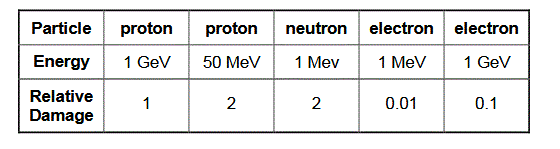 Particle proton proton neutron electron electron
Energy 1 GeV 50 MeV 1 Mev 1 MeV 1 GeV
Relative
Damage 1 2 2 0.01 0.1